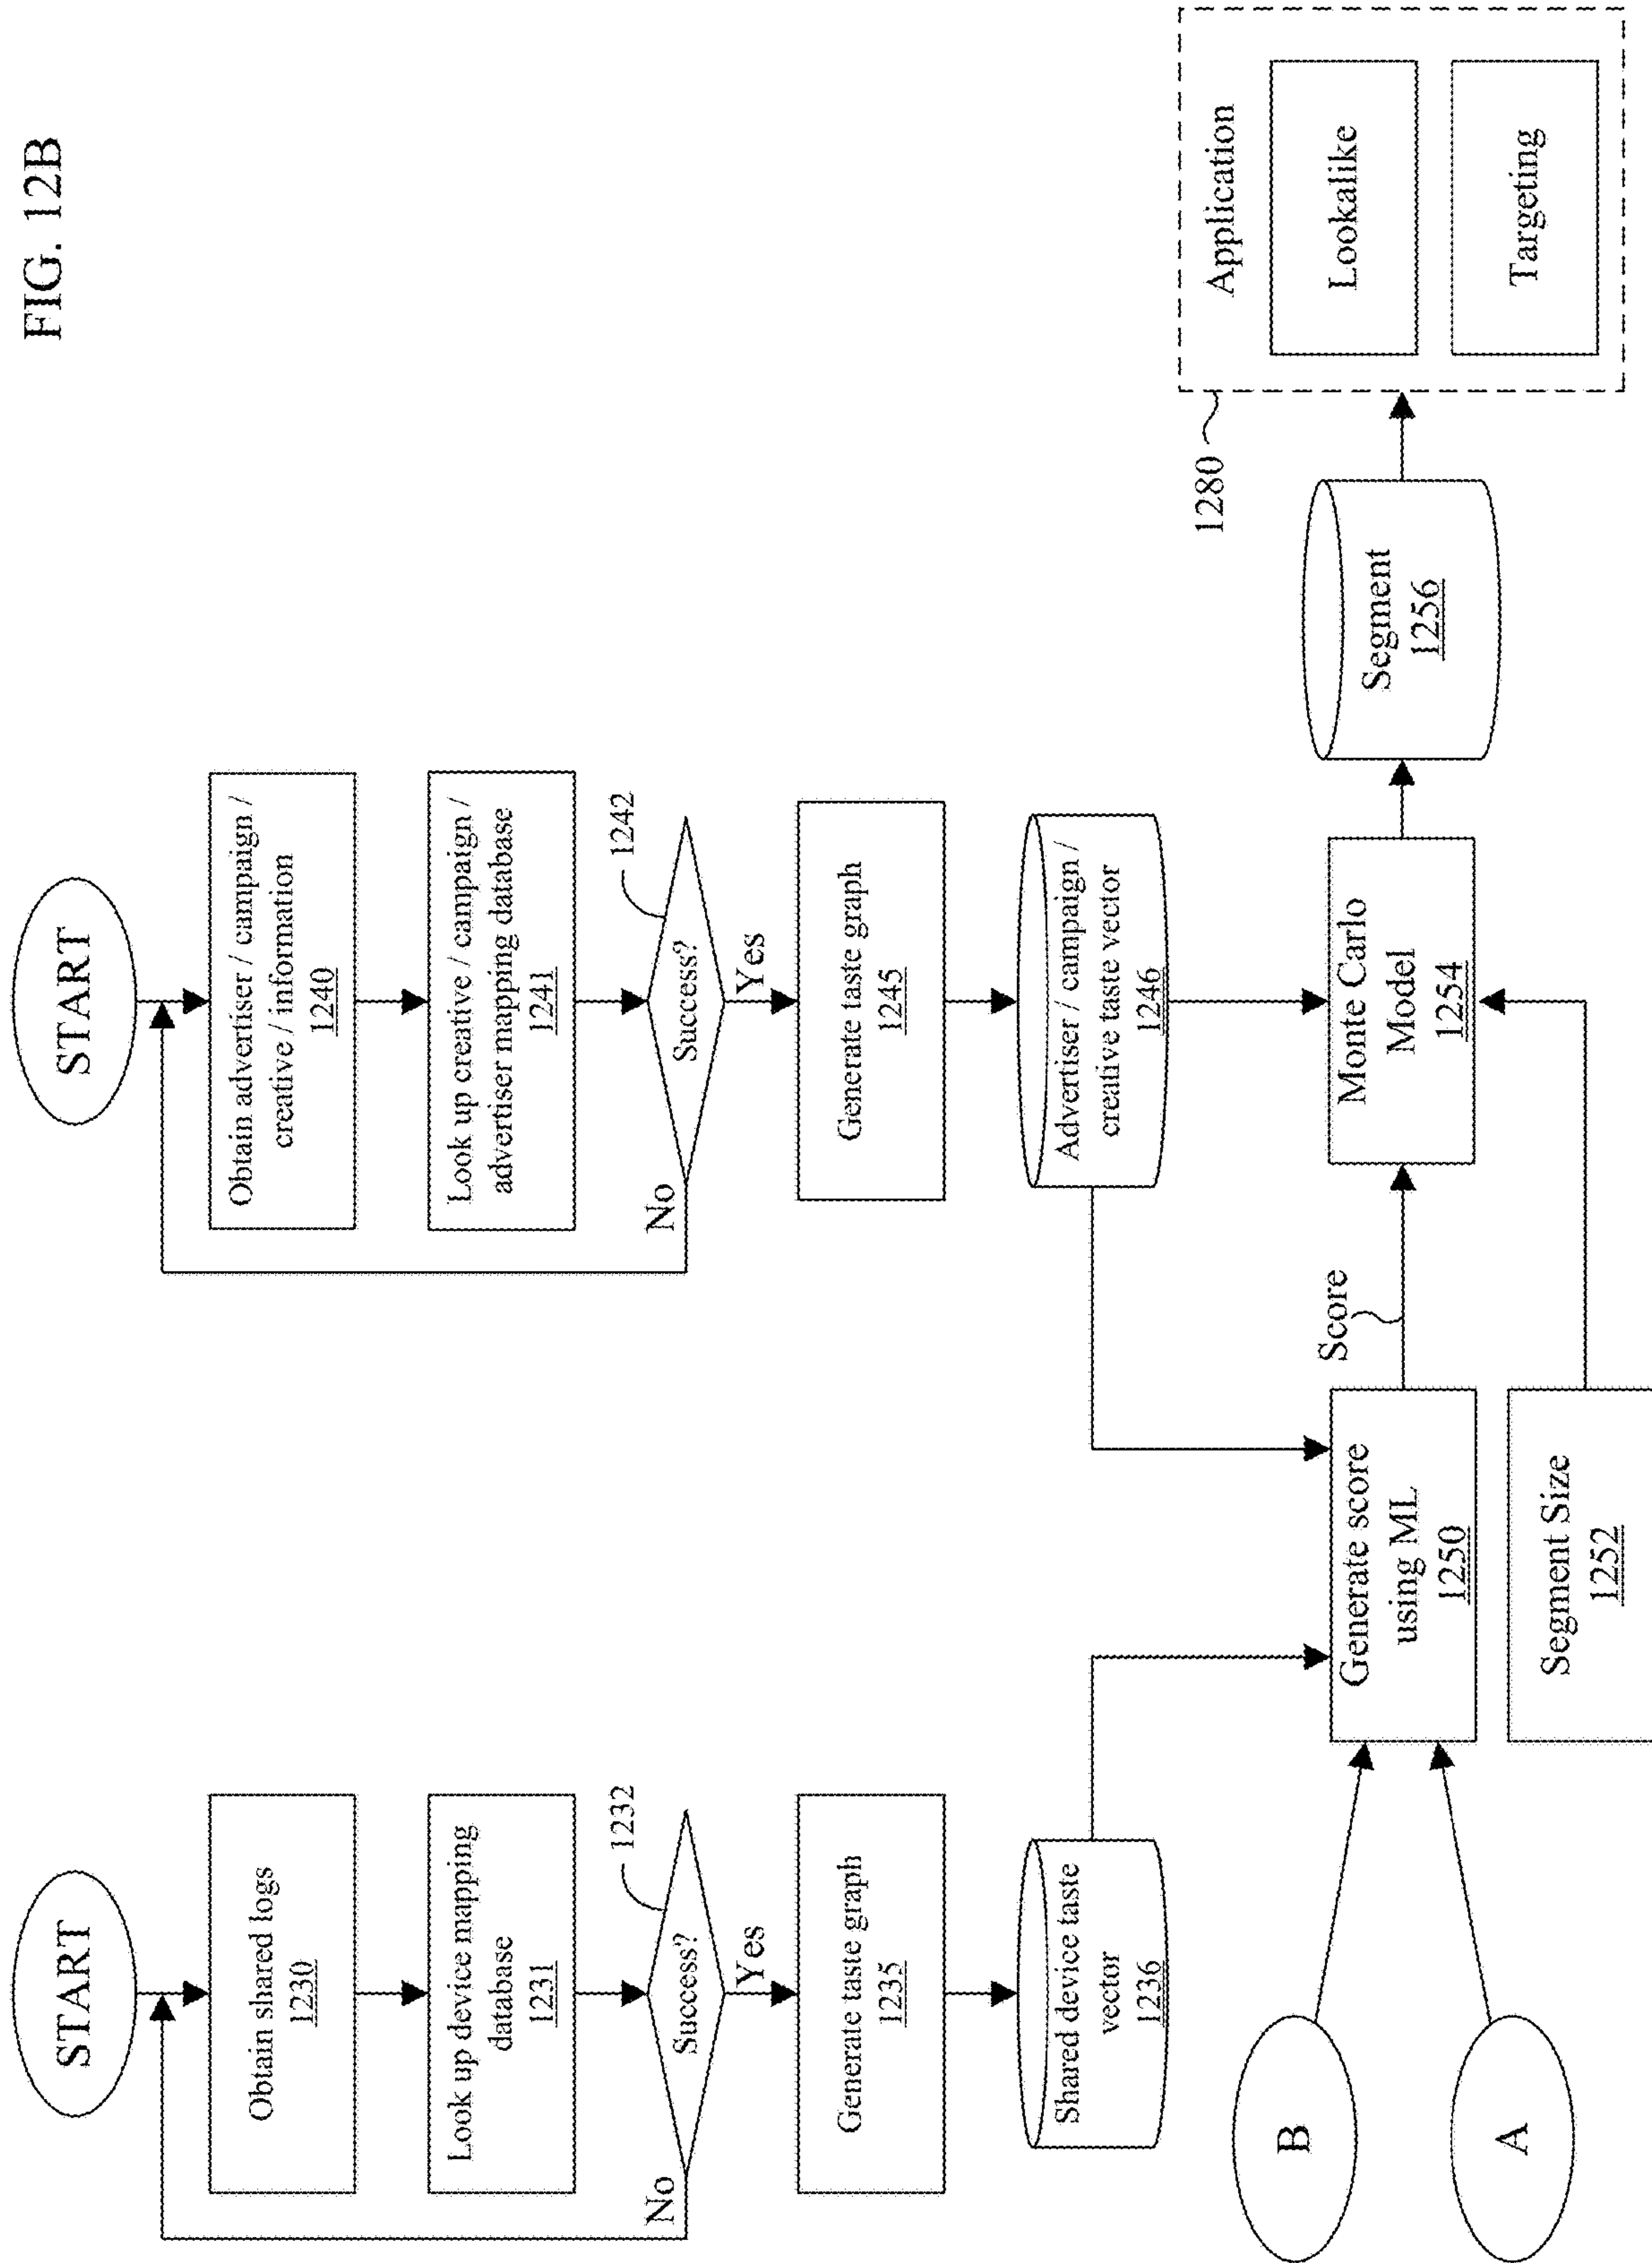 FIG. 12B
START
Obtain shared logs
1230
Look up device mapping
database
1231
1232
Success?
No
Yes
Generate taste graph
1235
Shared device taste
vector
1236
START
Obtain advertiser / campaign /
creative / information
1240
Look up creative / campaign /
advertiser mapping database
1241
1242
Success?
No
Yes
Generate taste graph
1245
Advertiser / campaign /
creative taste vector
1246
B
A
Generate score
using ML
1250
Score
Segment Size
1252
Monte Carlo
Model
1254
Segment
1256
1280
Application
Lookalike
Targeting